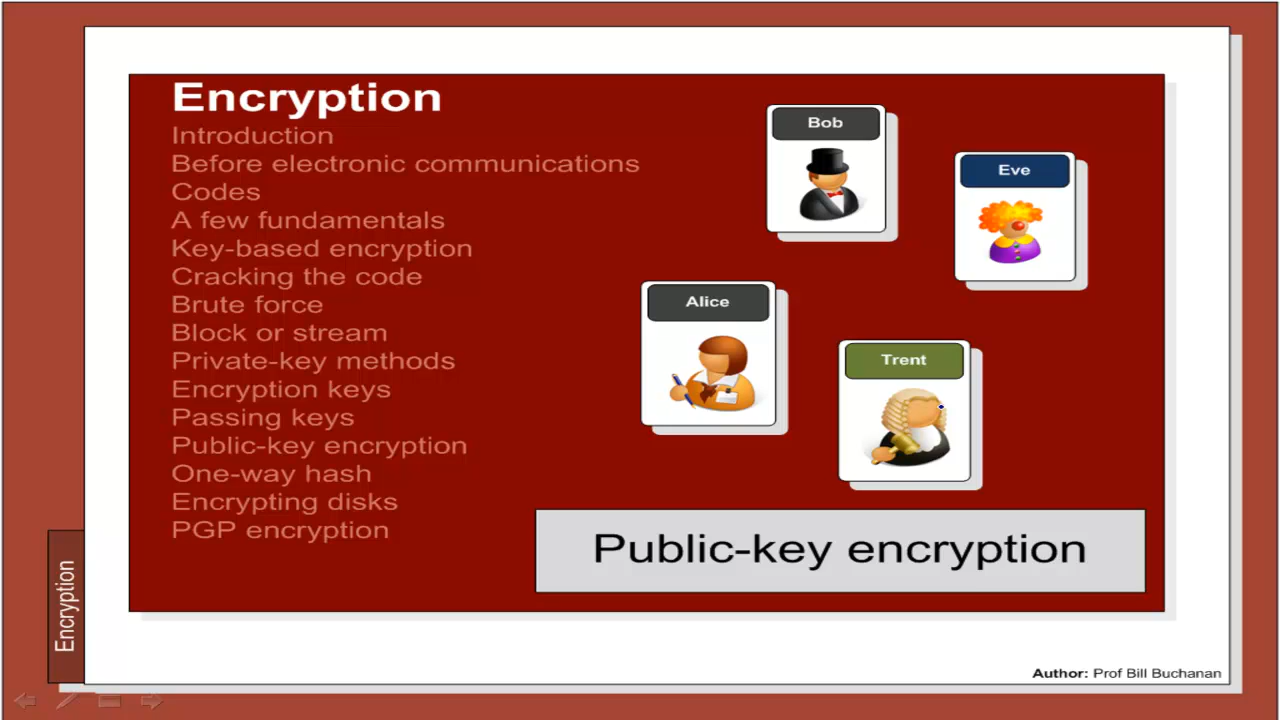 Encryption
Introduction
Before electronic communications
Codes
A few fundamentals
Key-based encryption
Cracking the code
Brute force
Block or stream
Private-key methods
Encryption keys
Passing keys
Public-key encryption
One-way hash
Encrypting disks
PGP encryption
Bob
Eve
Alice
Trent
Public-key encryption
Encryption
Author: Prof Bill Buchanan